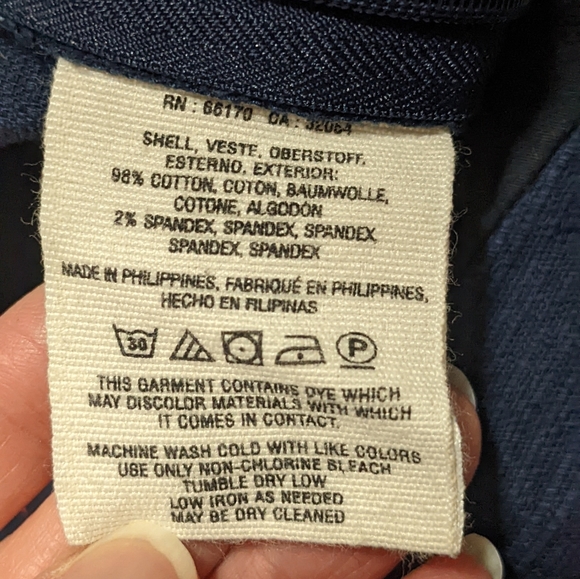 RN : 66170 CA : 32064
SHELL, VESTE, OBERSTOFF,
ESTERNO, EXTERIOR:
98% COTTON, COTON, BAUMWOLLE,
COTONE, ALGODÓN
2% SPANDEX, SPANDEX, SPANDEX,
SPANDEX, SPANDEX
MADE IN PHILIPPINES, FABRIQUÉ EN PHILIPPINES,
HECHO EN FILIPINAS
30 P
THIS GARMENT CONTAINS DYE WHICH
MAY DISCOLOR MATERIALS WITH WHICH
IT COMES IN CONTACT.
MACHINE WASH COLD WITH LIKE COLORS
USE ONLY NON-CHLORINE BLEACH
TUMBLE DRY LOW
LOW IRON AS NEEDED
MAY BE DRY CLEANED